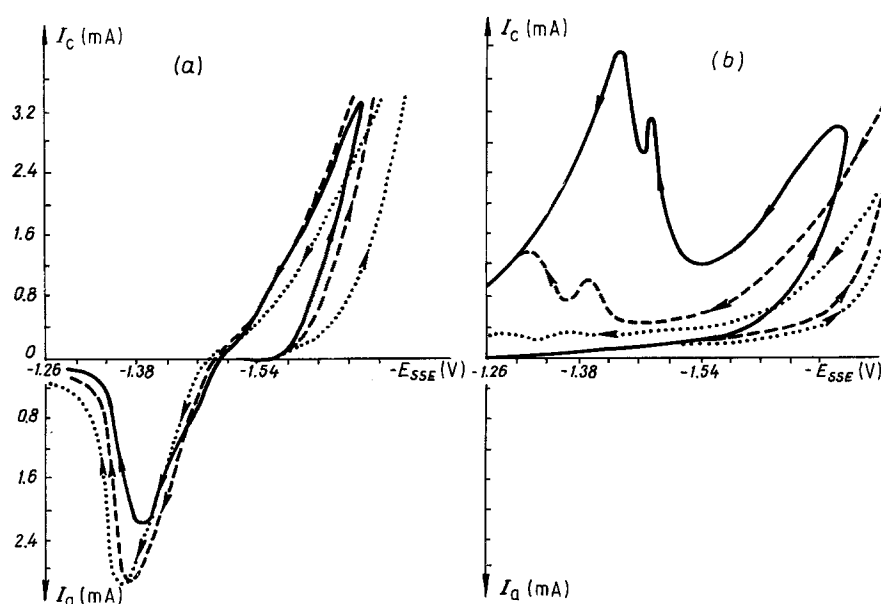 I_c (mA)
(a)
3.2
2.4
1.6
0.8
0
-1.26
-1.38
-1.54
-E_SSE (V)
0.8
1.6
2.4
I_a (mA)
I_c (mA)
(b)
-1.26
-1.38
-1.54
-E_SSE (V)
I_a (mA)